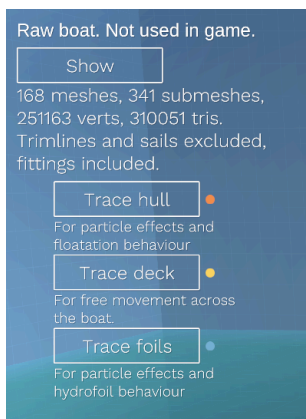 Raw boat. Not used in game.
Show
168 meshes, 341 submeshes,
251163 verts, 310051 tris.
Trimlines and sails excluded,
fittings included.
Trace hull
For particle effects and
floatation behaviour
Trace deck
For free movement across
the boat.
Trace foils
For particle effects and
hydrofoil behaviour